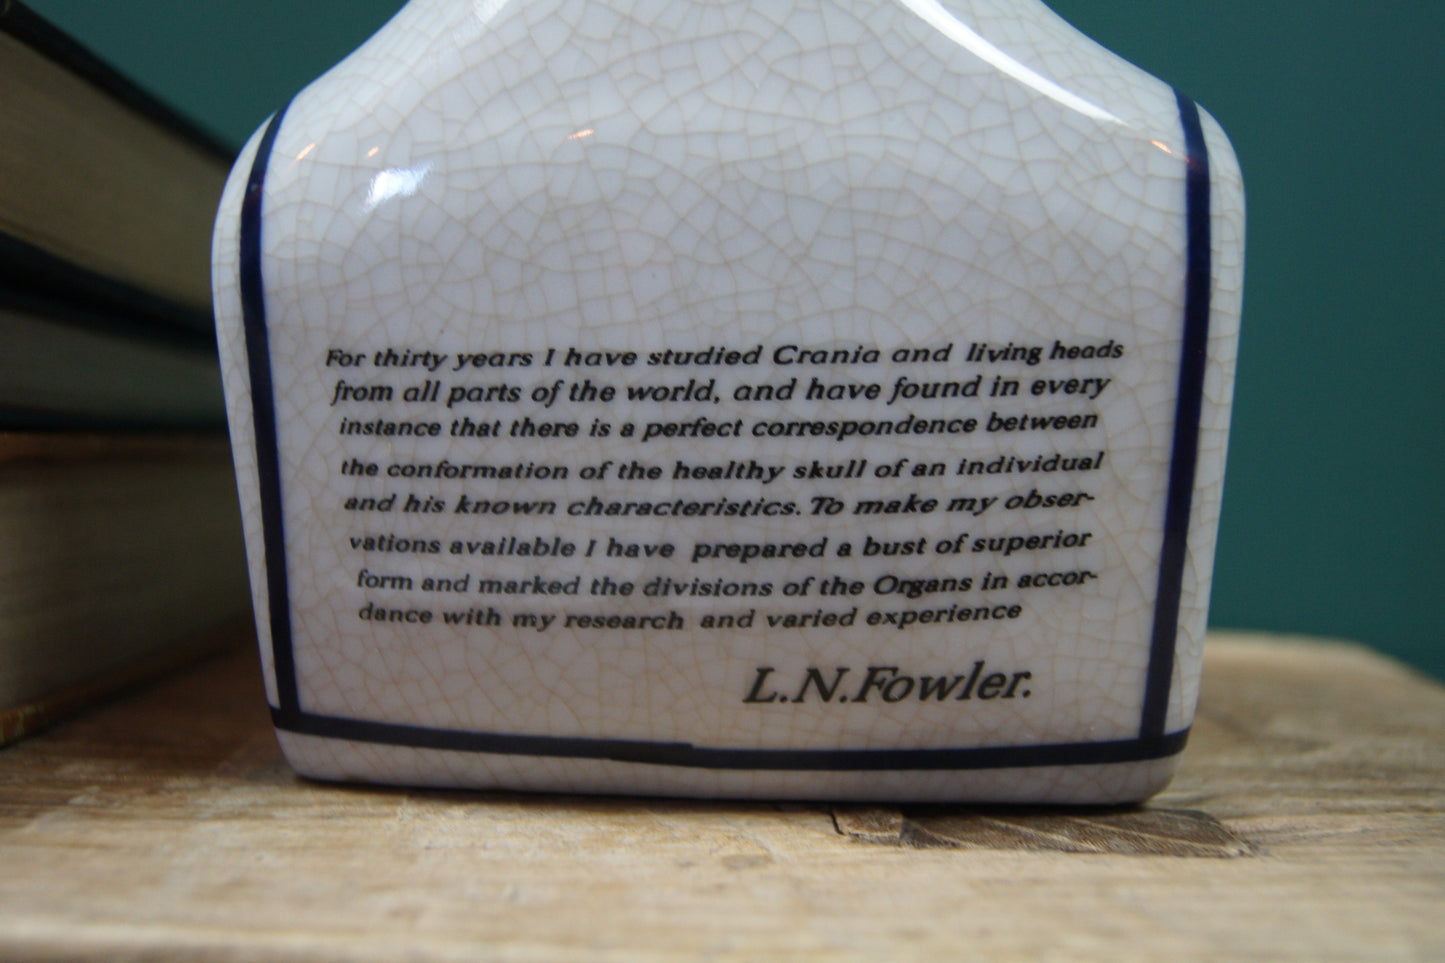 For thirty years I have studied Crania and living heads
from all parts of the world, and have found in every
instance that there is a perfect correspondence between
the conformation of the healthy skull of an individual
and his known characteristics. To make my obser-
vations available I have prepared a bust of superior
form and marked the divisions of the Organs in accor-
dance with my research and varied experience
L.N.Fowler.